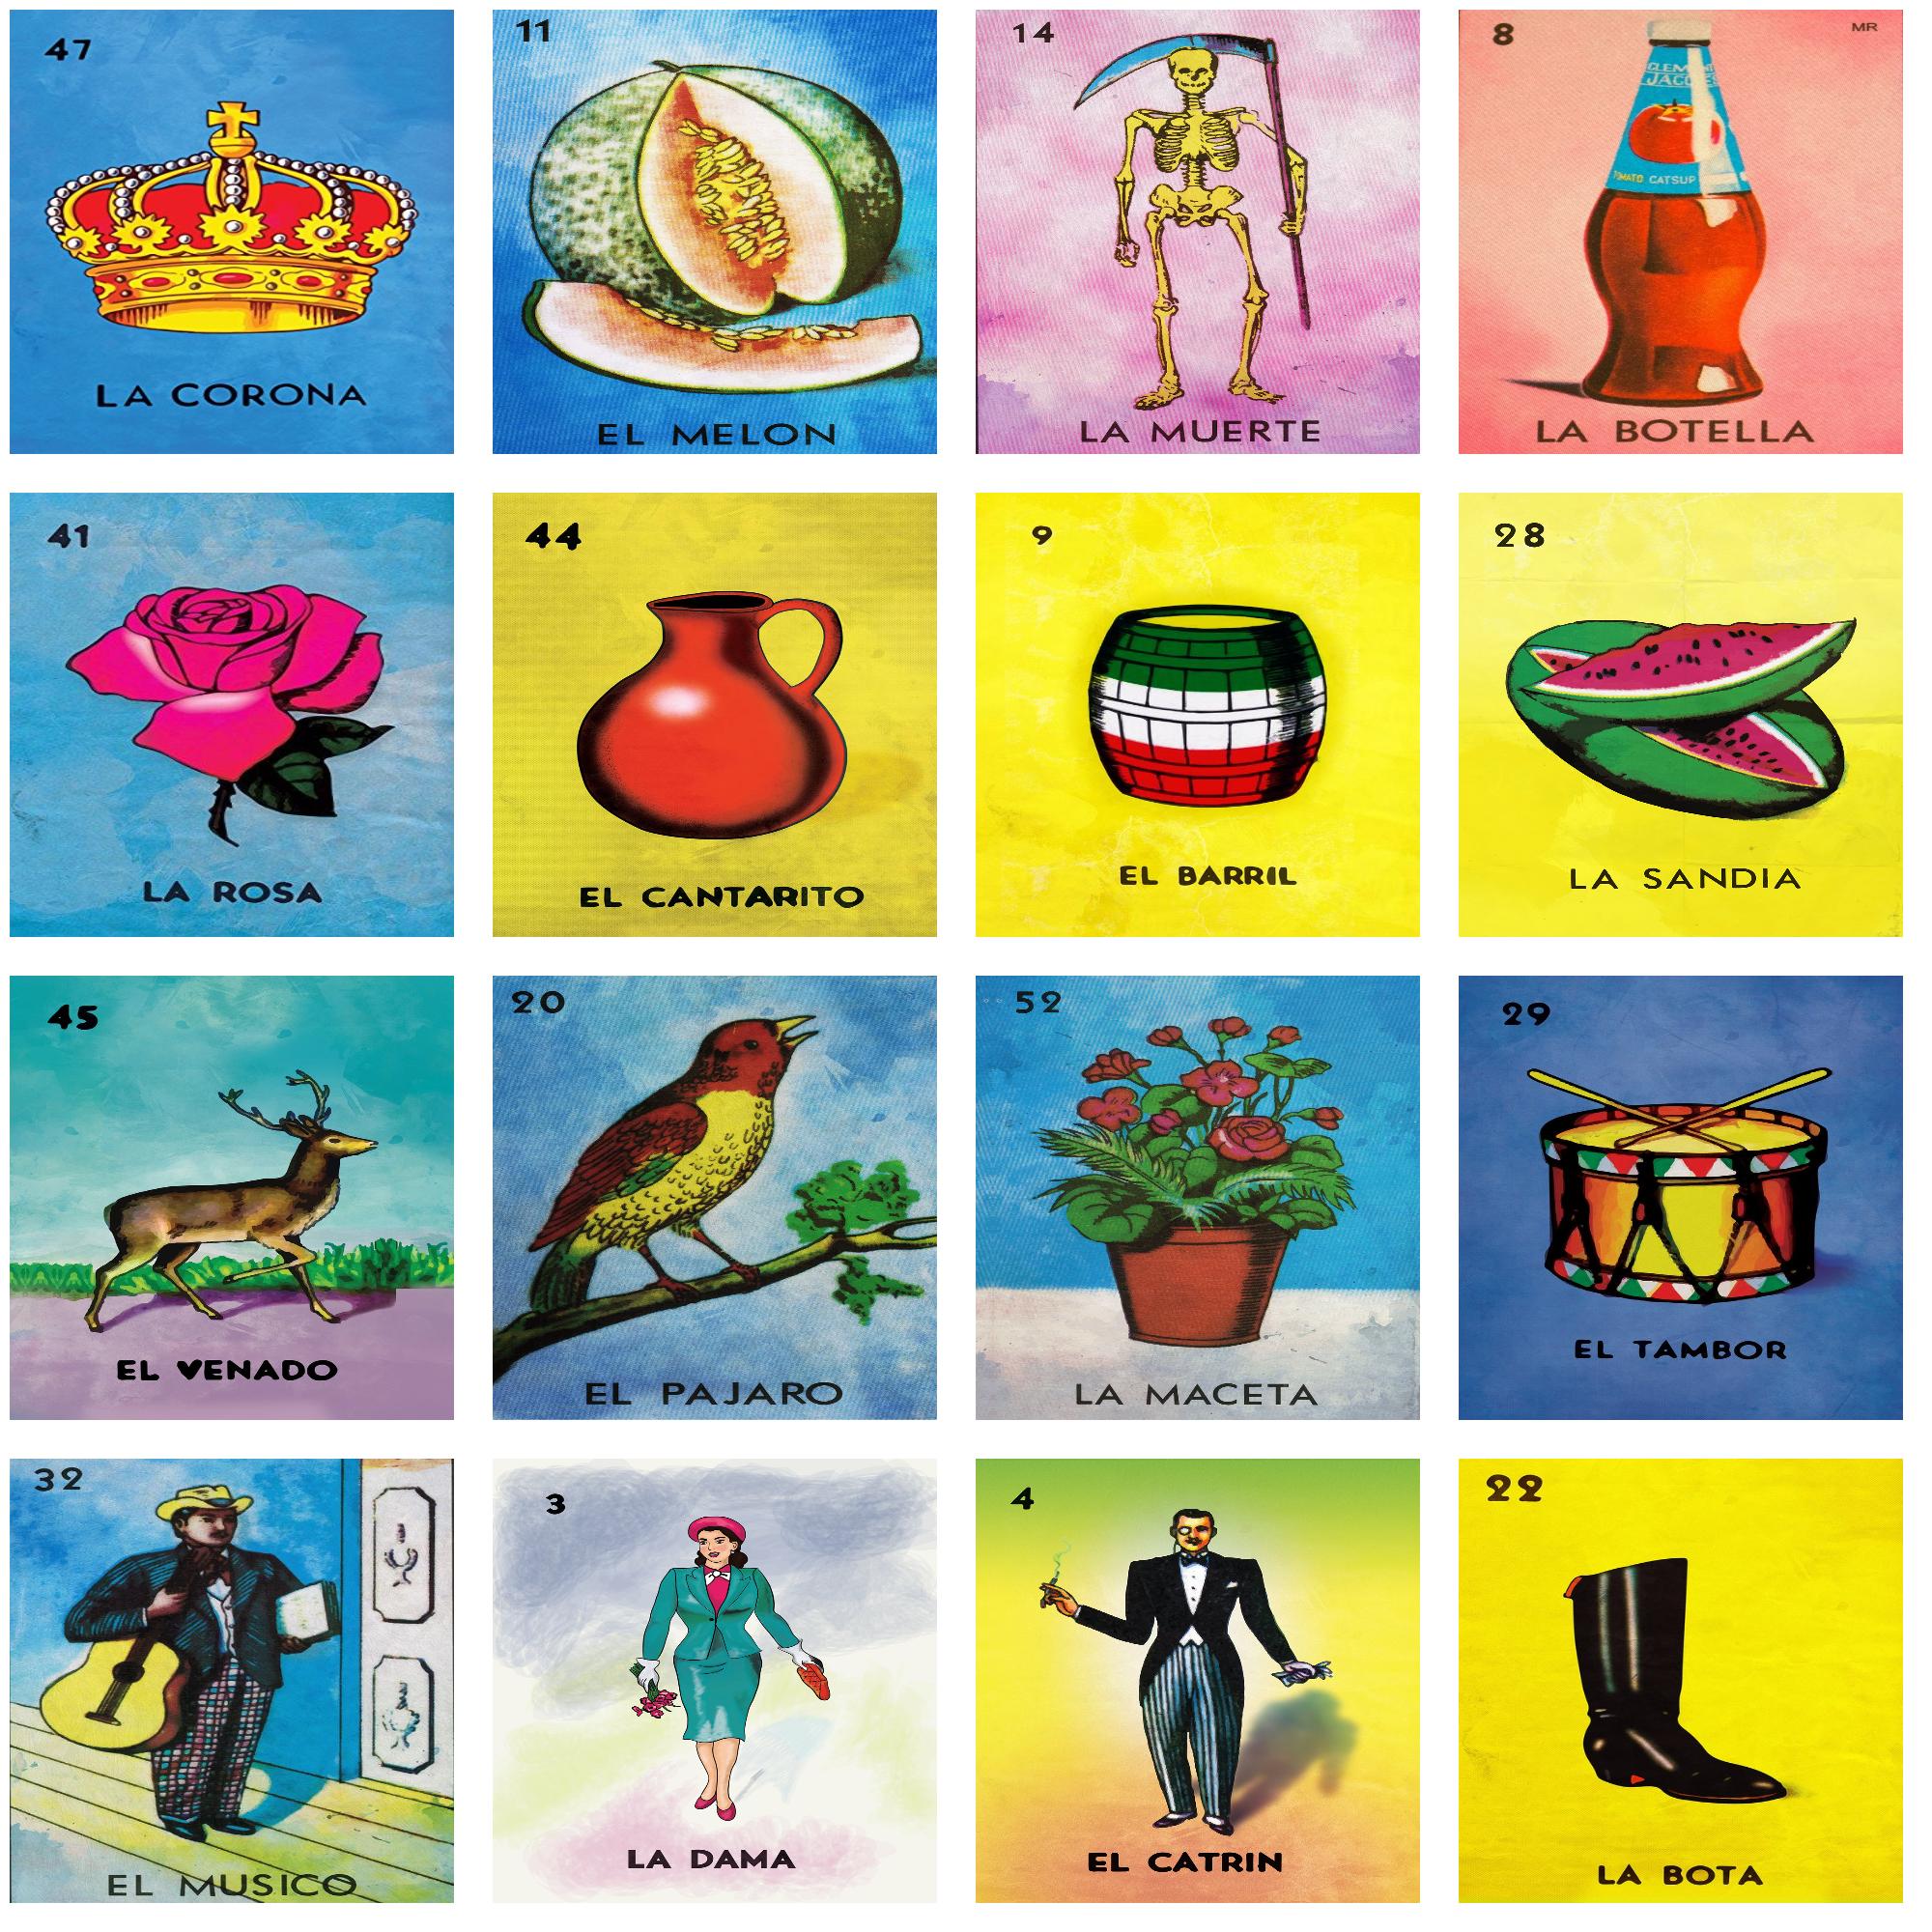 47
LA CORONA
11
EL MELON
14
LA MUERTE
8
MR
JAC
CATSUP
LA BOTELLA
41
LA ROSA
44
EL CANTARITO
9
EL BARRIL
28
LA SANDIA
45
EL VENADO
20
EL PAJARO
52
LA MACETA
29
EL TAMBOR
32
EL MUSICO
3
LA DAMA
4
EL CATRIN
22
LA BOTA